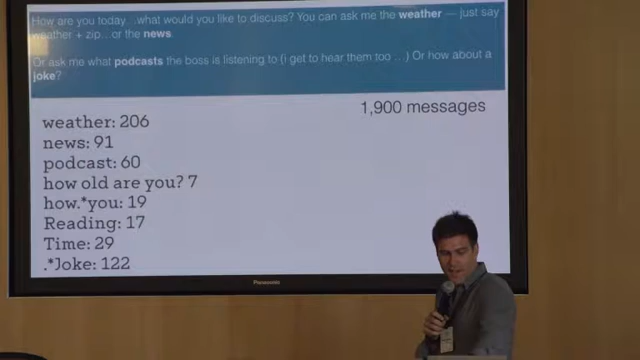 How are you today...what would you like to discuss? You can ask me the weather — just say
weather + zip...or the news.
Or ask me what podcasts the boss is listening to (i get to hear them too ...) Or how about a
joke?
1,900 messages
weather: 206
news: 91
podcast: 60
how old are you? 7
how.*you: 19
Reading: 17
Time: 29
.*Joke: 122
Panasonic